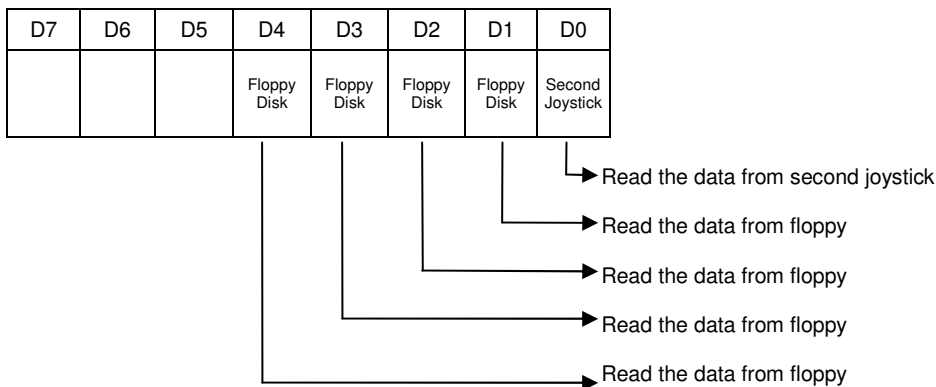 D7 D6 D5 D4 D3 D2 D1 D0
Floppy Disk Floppy Disk Floppy Disk Floppy Disk Second Joystick
Read the data from second joystick
Read the data from floppy
Read the data from floppy
Read the data from floppy
Read the data from floppy